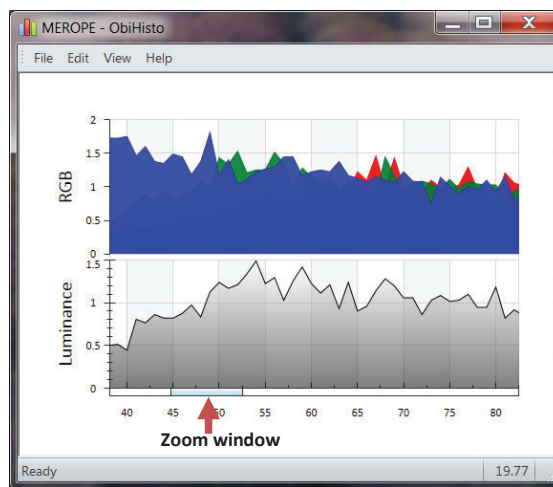 MEROPE - ObiHisto
File Edit View Help
2
1.5
1
0.5
0
RGB
1.5
1
0.5
0
Luminance
40 45 50 55 60 65 70 75 80
Zoom window
Ready 19.77